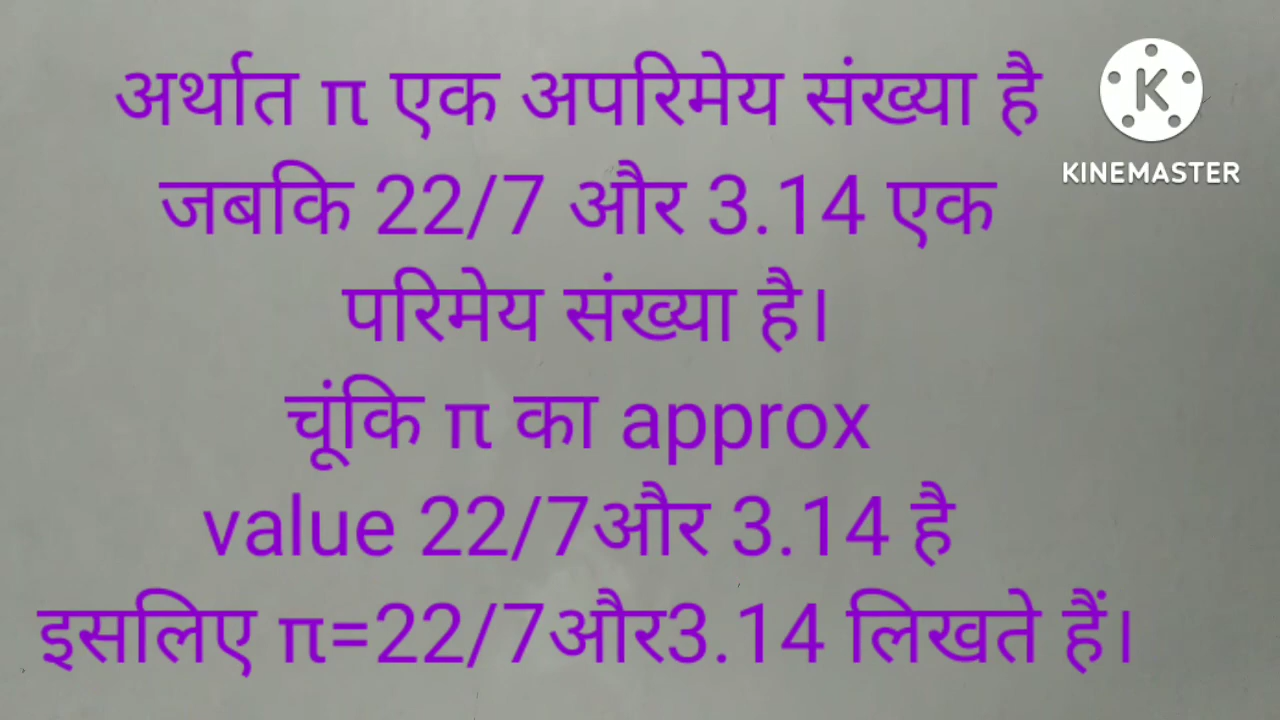 अर्थात π एक अपरिमेय संख्या है
जबकि 22/7 और 3.14 एक
परिमेय संख्या है।
चूंकि π का approx
value 22/7और 3.14 है
इसलिए π=22/7और3.14 लिखते हैं।
K
KINEMASTER